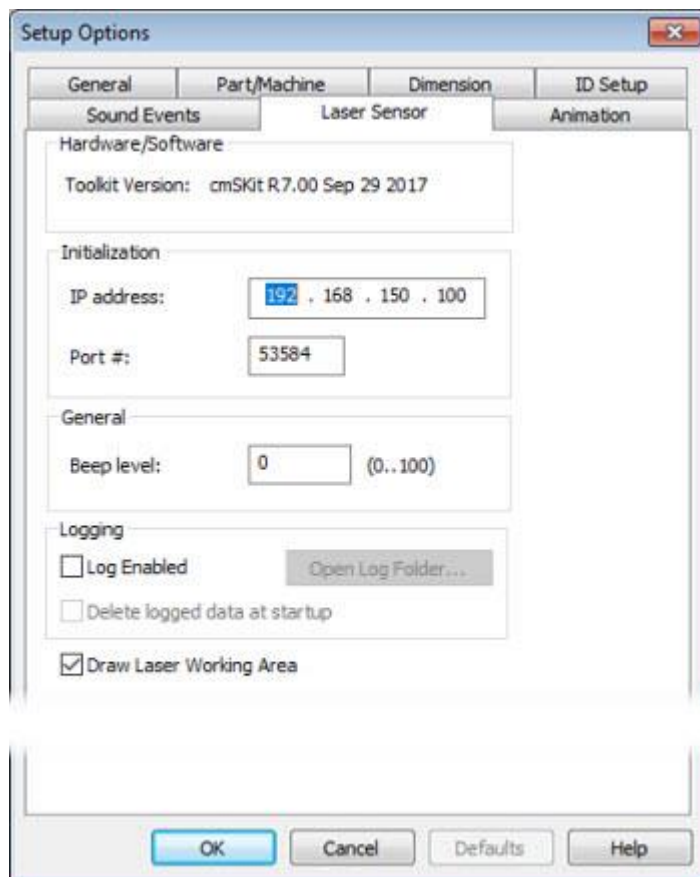 Setup Options
General Part/Machine Dimension ID Setup
Sound Events Laser Sensor Animation
Hardware/Software
Toolkit Version: cmSKit R7.00 Sep 29 2017
Initialization
IP address: 192 . 168 . 150 . 100
Port #: 53584
General
Beep level: 0 (0..100)
Logging
Log Enabled Open Log Folder...
Delete logged data at startup
Draw Laser Working Area
OK Cancel Defaults Help